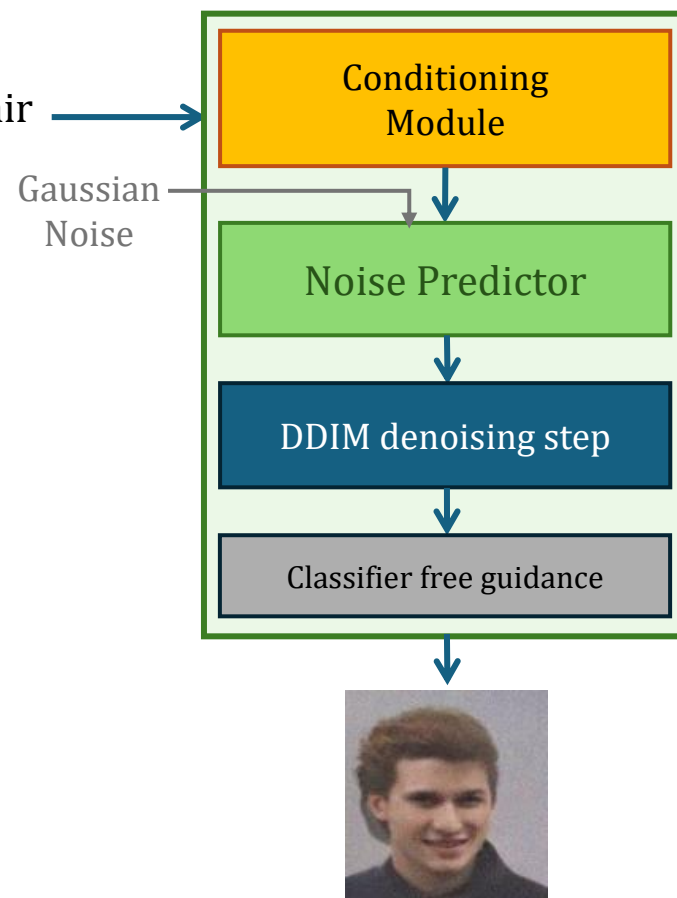 Conditioning
Module
Gaussian
Noise
Noise Predictor
DDIM denoising step
Classifier free guidance